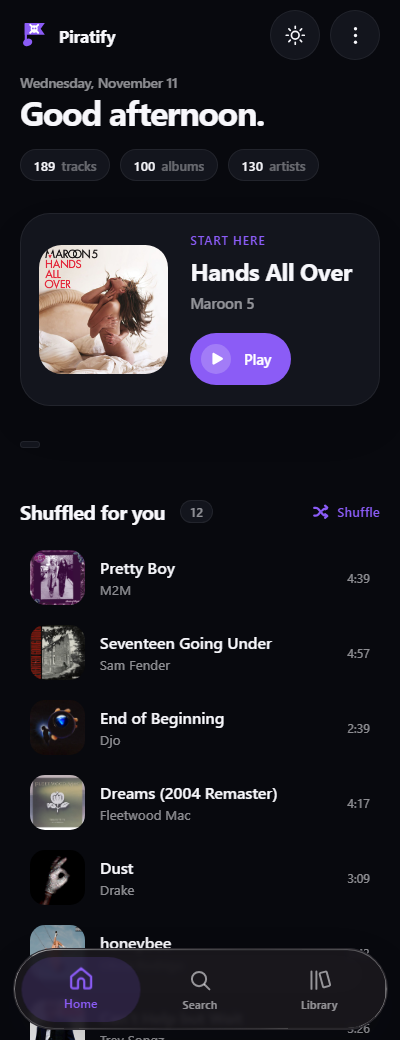 Piratify
Wednesday, November 11
Good afternoon.
189 tracks
100 albums
130 artists
MAROON 5
HANDS
ALL
OVER
START HERE
Hands All Over
Maroon 5
Play
Shuffled for you
12
Shuffle
Pretty Boy
M2M
4:39
Seventeen Going Under
Sam Fender
4:57
End of Beginning
Djo
2:39
Dreams (2004 Remaster)
Fleetwood Mac
4:17
Dust
Drake
3:09
honeybee
Home
Search
Library
3:26
Trey Songz